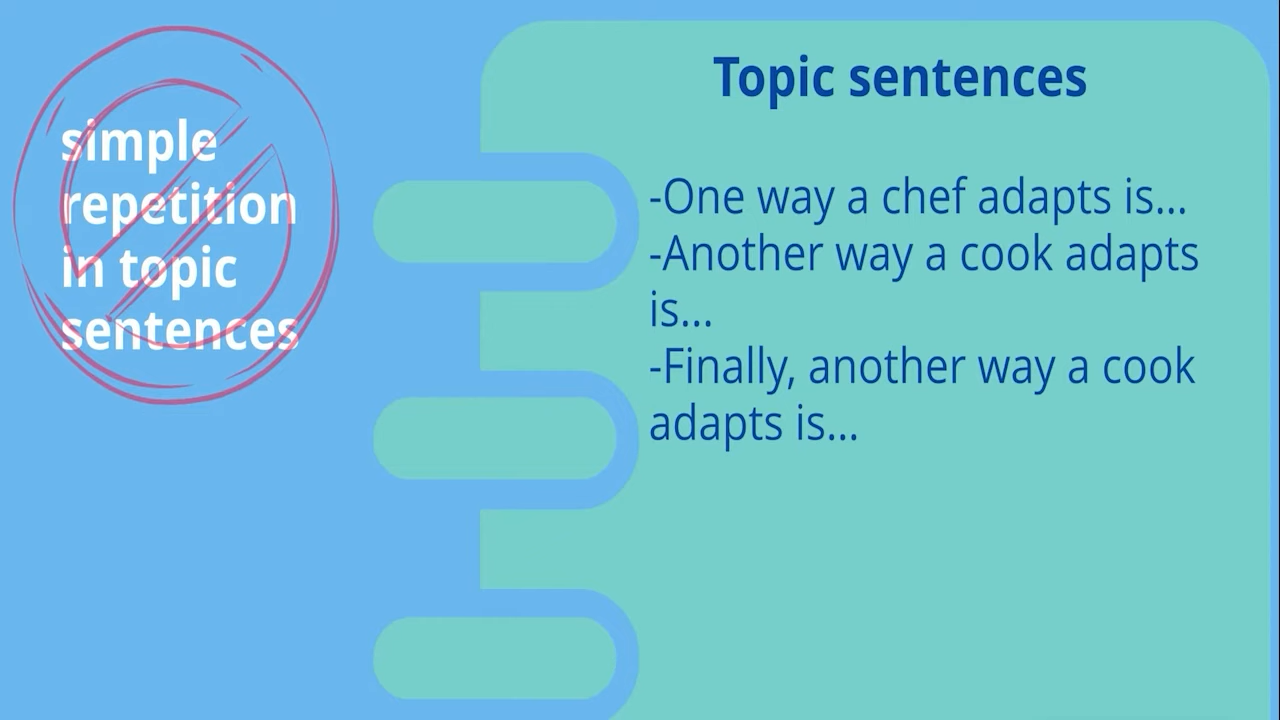 simple
repetition
in topic
sentences
Topic sentences
-One way a chef adapts is...
-Another way a cook adapts
is...
-Finally, another way a cook
adapts is...